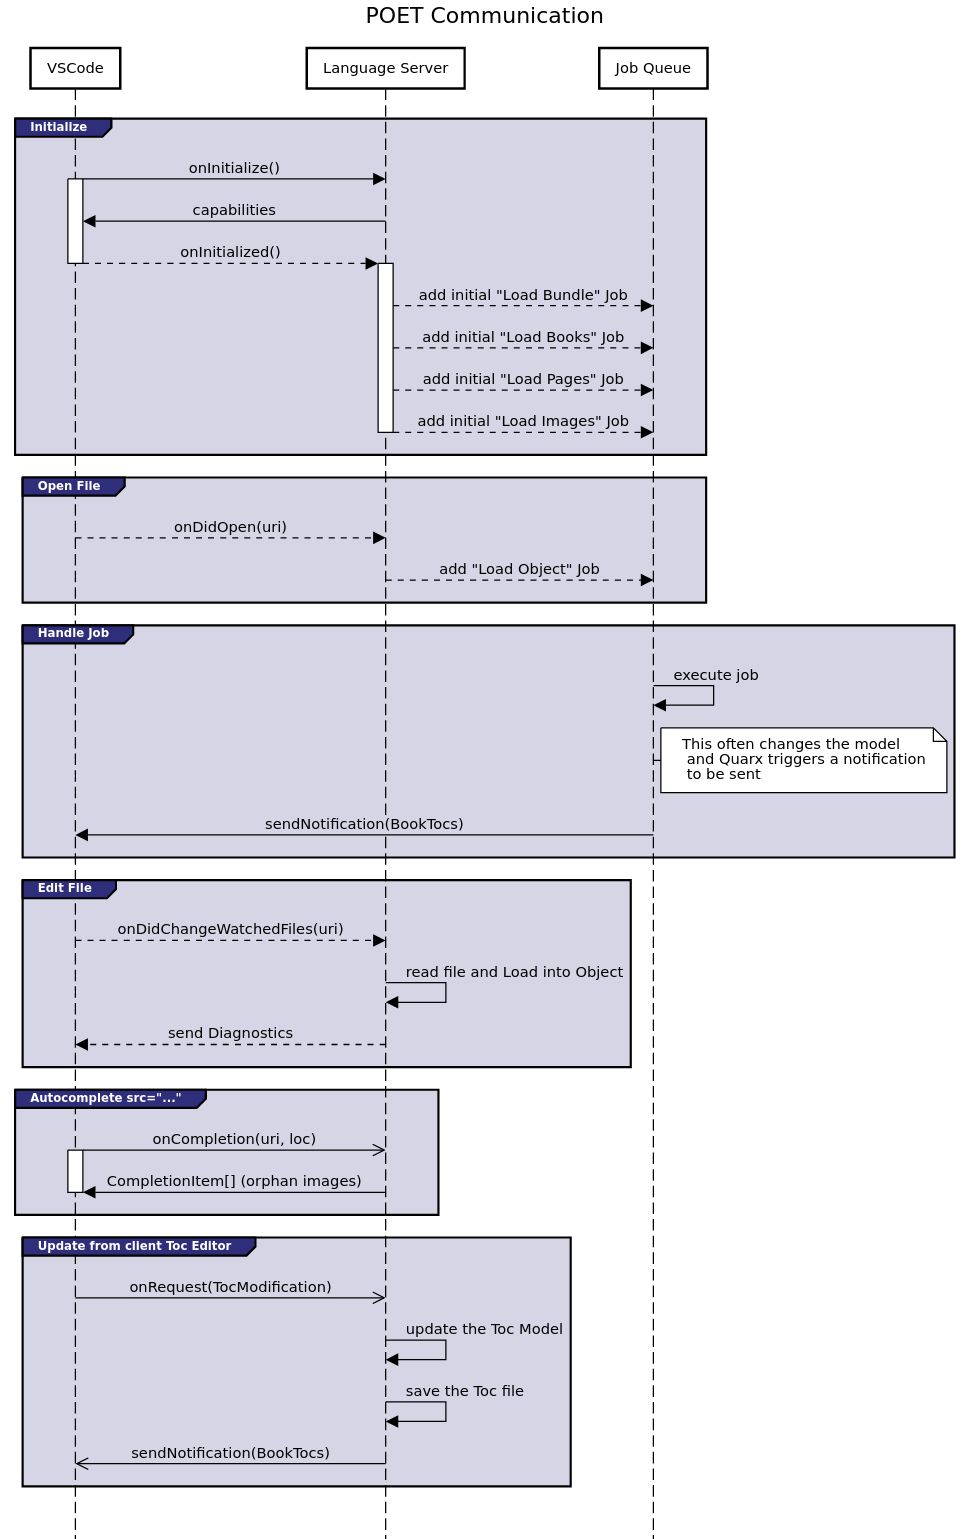 POET Communication
VSCode
Language Server
Job Queue
Initialize
onInitialize()
capabilities
onInitialized()
add initial "Load Bundle" Job
add initial "Load Books" Job
add initial "Load Pages" Job
add initial "Load Images" Job
Open File
onDidOpen(uri)
add "Load Object" Job
Handle Job
execute job
This often changes the model
and Quarx triggers a notification
to be sent
sendNotification(BookTocs)
Edit File
onDidChangeWatchedFiles(uri)
read file and Load into Object
send Diagnostics
Autocomplete src="..."
onCompletion(uri, loc)
CompletionItem[] (orphan images)
Update from client Toc Editor
onRequest(TocModification)
update the Toc Model
save the Toc file
sendNotification(BookTocs)